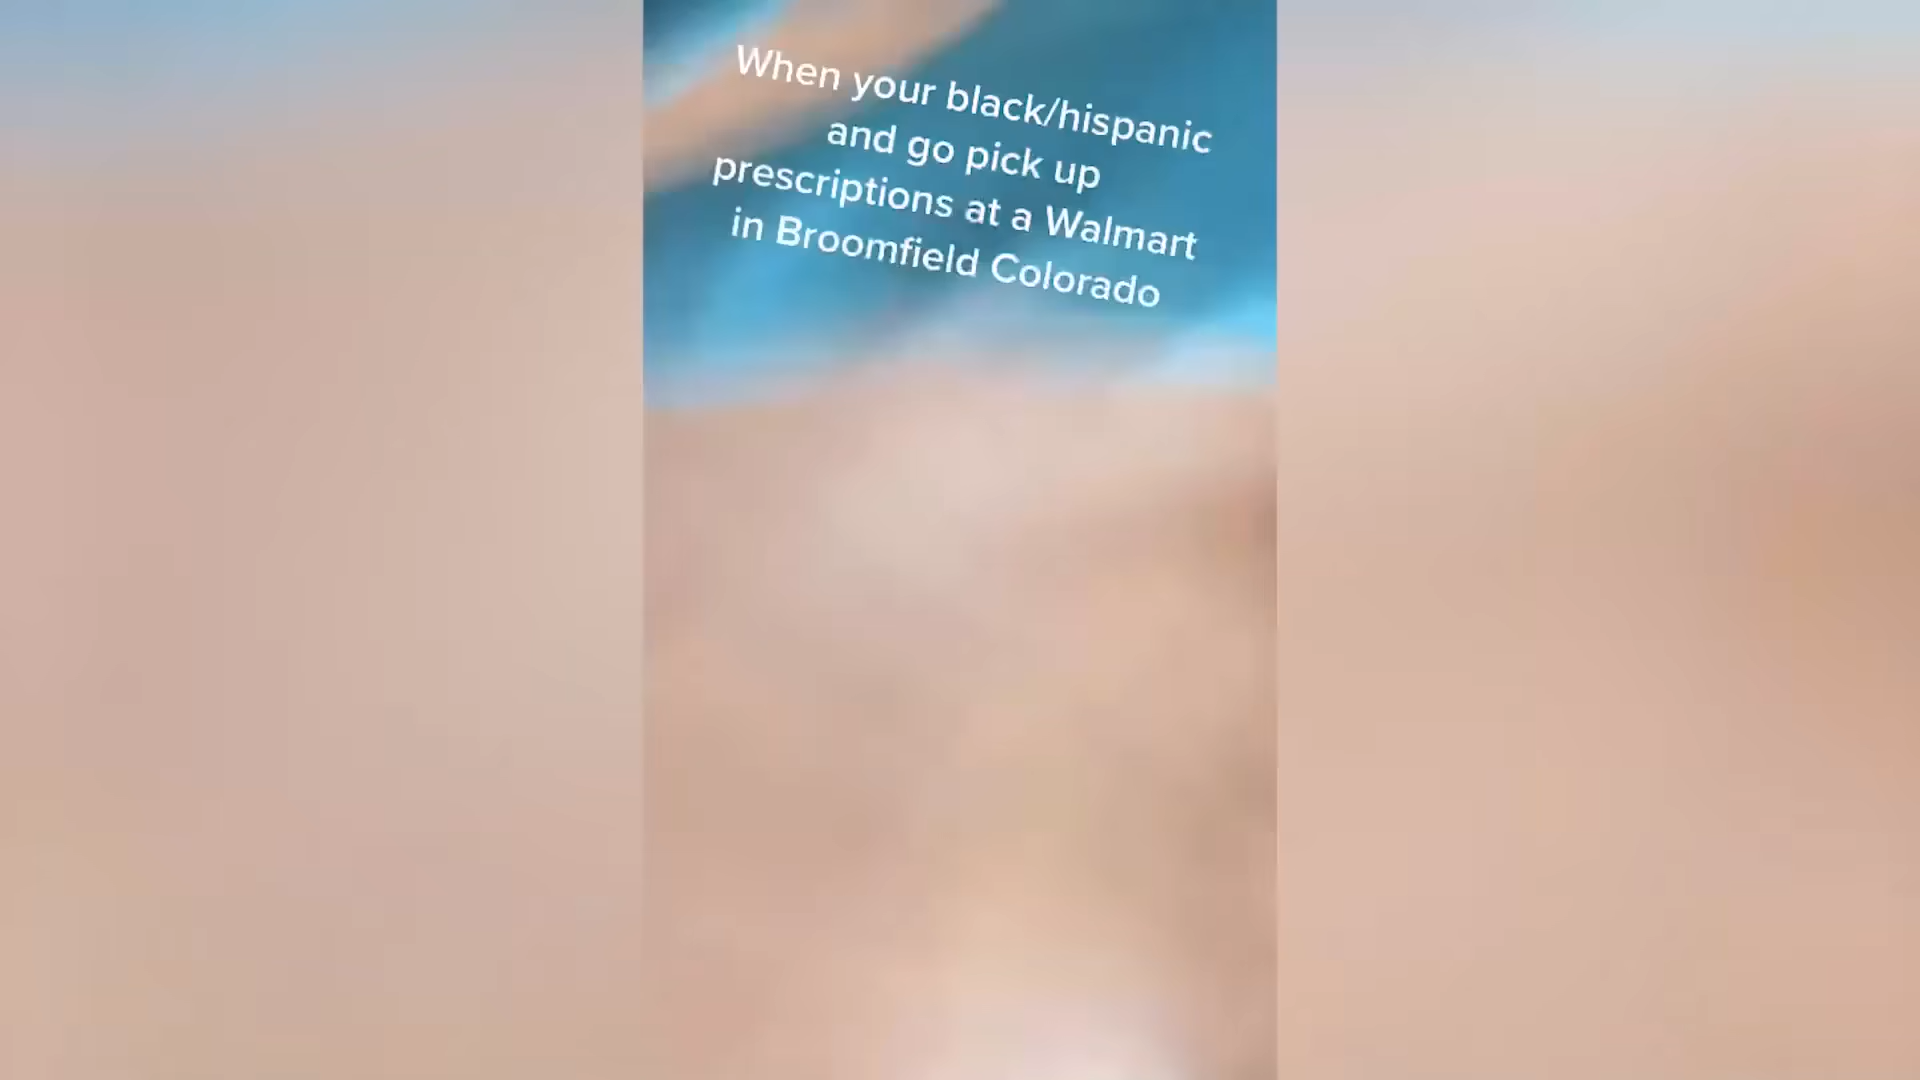 When your black/hispanic
and go pick up
prescriptions at a Walmart
in Broomfield Colorado